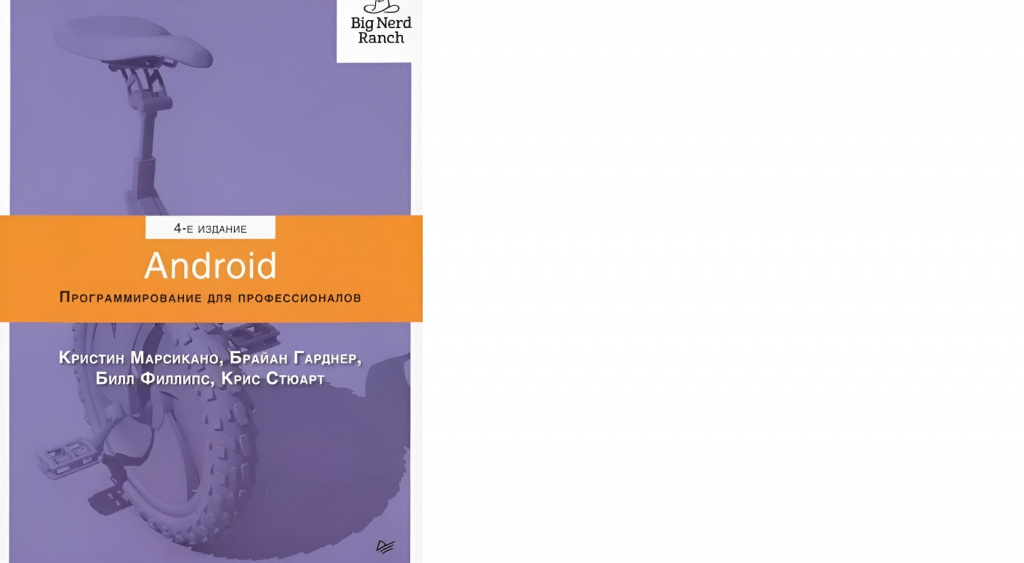 Big Nerd
Ranch
4-е издание
Android
Программирование для профессионалов
Кристин Марсикано, Брайан Гарднер,
Билл Филлипс, Крис Стюарт